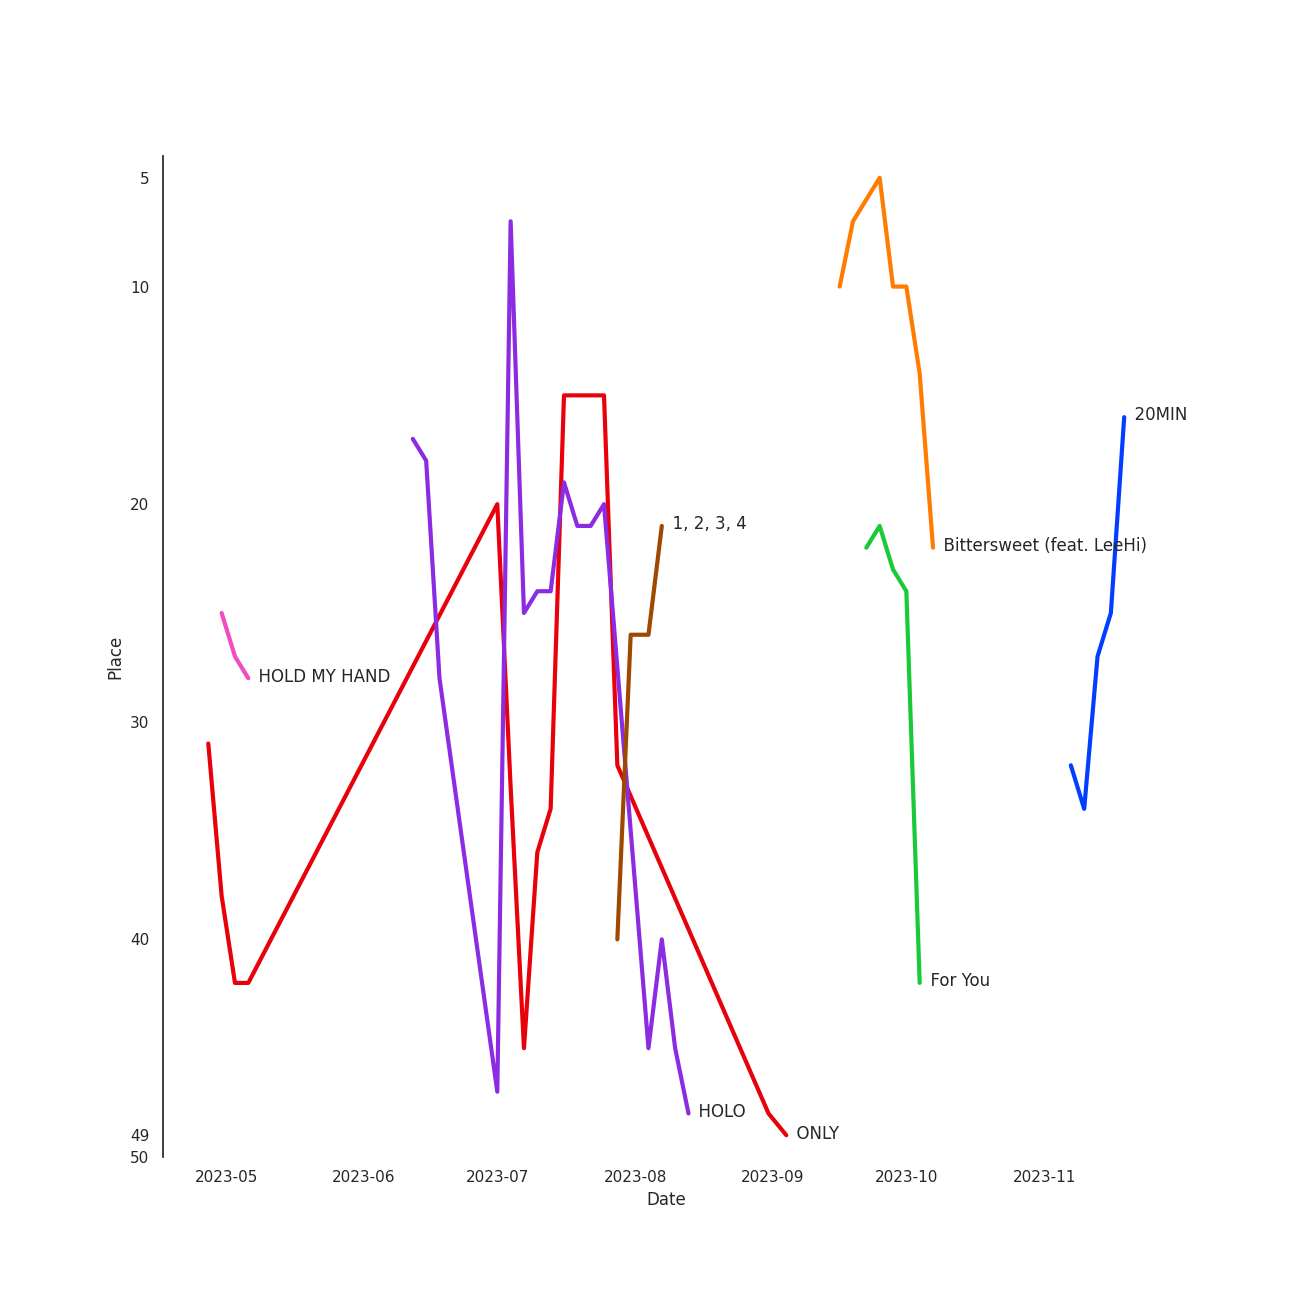 5
10
20
30
40
49
50
Place
20MIN
1, 2, 3, 4
Bittersweet (feat. LeeHi)
HOLD MY HAND
For You
HOLO
ONLY
2023-05
2023-06
2023-07
2023-08
2023-09
2023-10
2023-11
Date